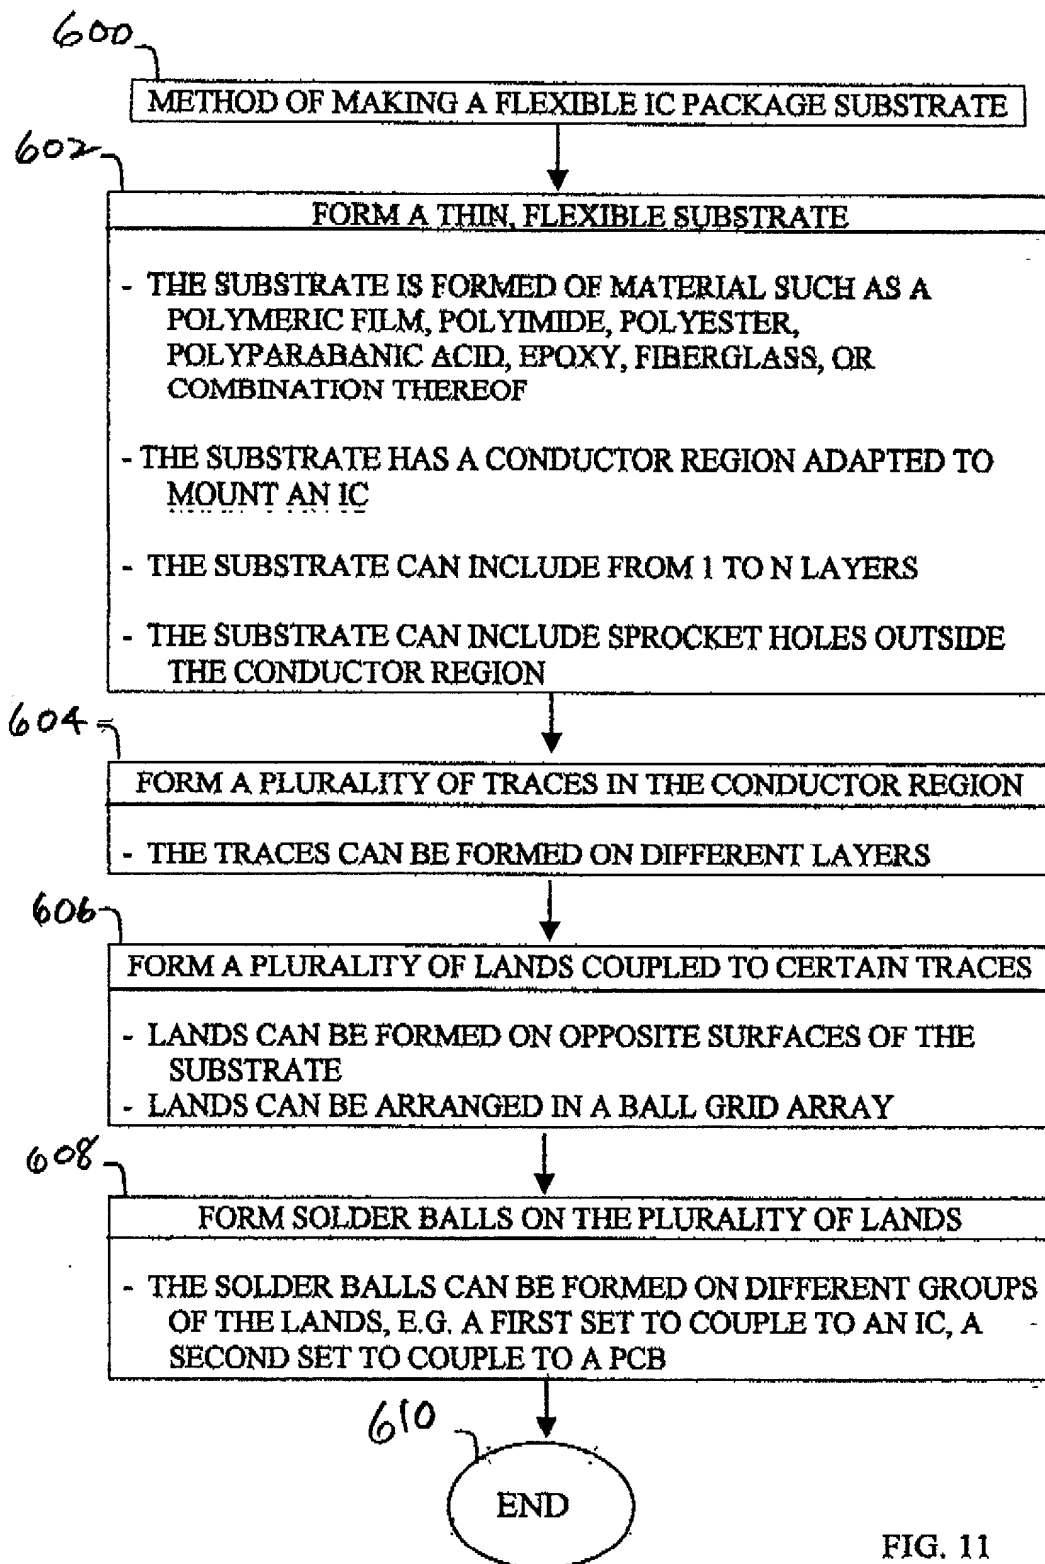 600
METHOD OF MAKING A FLEXIBLE IC PACKAGE SUBSTRATE
602
FORM A THIN, FLEXIBLE SUBSTRATE
- THE SUBSTRATE IS FORMED OF MATERIAL SUCH AS A
POLYMERIC FILM, POLYIMIDE, POLYESTER,
POLYPARABANIC ACID, EPOXY, FIBERGLASS, OR
COMBINATION THEREOF
- THE SUBSTRATE HAS A CONDUCTOR REGION ADAPTED TO
MOUNT AN IC
- THE SUBSTRATE CAN INCLUDE FROM 1 TO N LAYERS
- THE SUBSTRATE CAN INCLUDE SPROCKET HOLES OUTSIDE
THE CONDUCTOR REGION
604
FORM A PLURALITY OF TRACES IN THE CONDUCTOR REGION
- THE TRACES CAN BE FORMED ON DIFFERENT LAYERS
606
FORM A PLURALITY OF LANDS COUPLED TO CERTAIN TRACES
- LANDS CAN BE FORMED ON OPPOSITE SURFACES OF THE
SUBSTRATE
- LANDS CAN BE ARRANGED IN A BALL GRID ARRAY
608
FORM SOLDER BALLS ON THE PLURALITY OF LANDS
- THE SOLDER BALLS CAN BE FORMED ON DIFFERENT GROUPS
OF THE LANDS, E.G. A FIRST SET TO COUPLE TO AN IC, A
SECOND SET TO COUPLE TO A PCB
610
END
FIG. 11